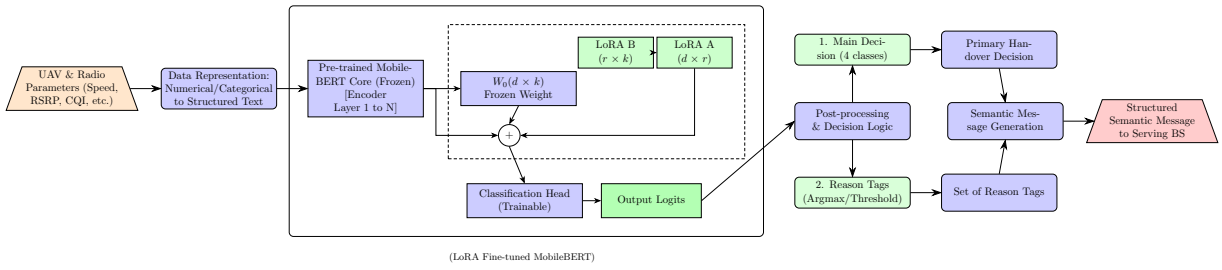 UAV & Radio
Parameters (Speed,
RSRP, CQI, etc.)
Data Representation:
Numerical/Categorical
to Structured Text
Pre-trained Mobile-
BERT Core (Frozen)
[Encoder
Layer 1 to N]
W₀(d × k)
Frozen Weight
LoRA B
(r × k)
LoRA A
(d × r)
+
Classification Head
(Trainable)
Output Logits
(LoRA Fine-tuned MobileBERT)
1. Main Deci-
sion (4 classes)
Post-processing
& Decision Logic
2. Reason Tags
(Argmax/Threshold)
Primary Han-
dover Decision
Semantic Mes-
sage Generation
Set of Reason Tags
Structured
Semantic Message
to Serving BS